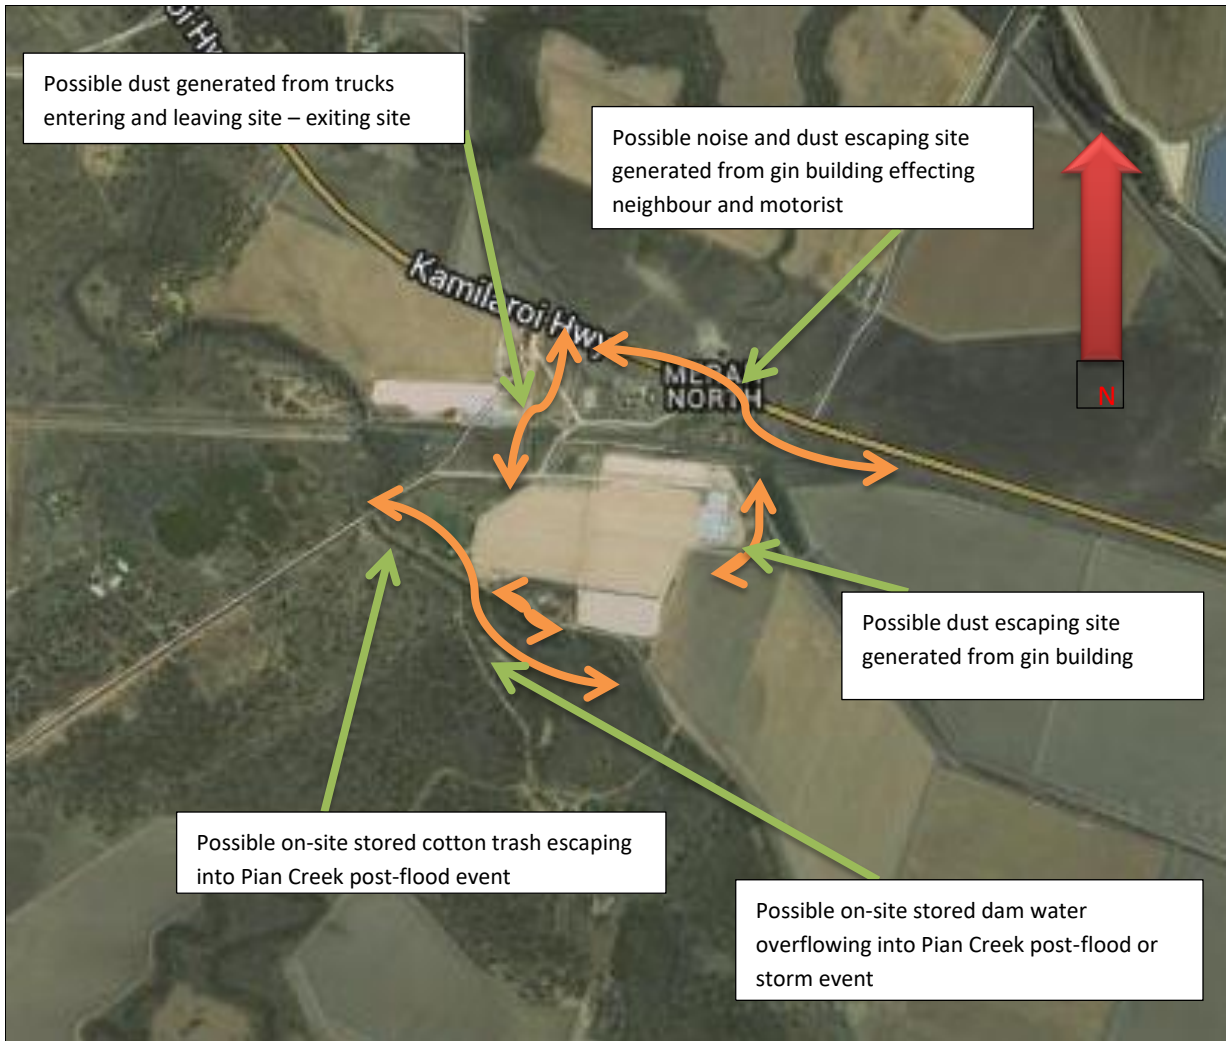 oi Hw
Possible dust generated from trucks
entering and leaving site – exiting site
Possible noise and dust escaping site
generated from gin building effecting
neighbour and motorist
Kamilaroi Hwy
NORTH
N
Possible dust escaping site
generated from gin building
Possible on-site stored cotton trash escaping
into Pian Creek post-flood event
Possible on-site stored dam water
overflowing into Pian Creek post-flood or
storm event